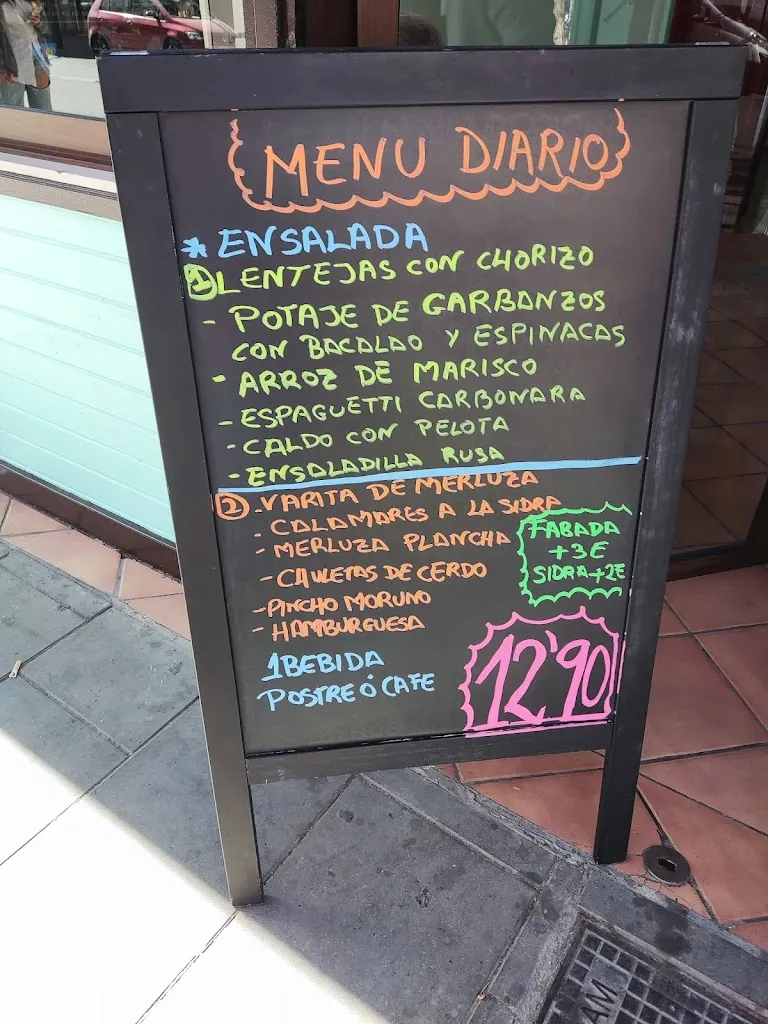 MENU DIARIO
* ENSALADA
① LENTEJAS CON CHORIZO
- POTAJE DE GARBANZOS
CON BACALAO Y ESPINACAS
- ARROZ DE MARISCO
- ESPAGUETTI CARBONARA
- CALDO CON PELOTA
- ENSALADILLA RUSA
② - VARITA DE MERLUZA
- CALAMARES A LA SIDRA
- MERLUZA PLANCHA
- CHULETAS DE CERDO
- PINCHO MORUNO
- HAMBURGUESA
FABADA
+3E
SIDRA +2E
1 BEBIDA
POSTRE Ó CAFE
12'90